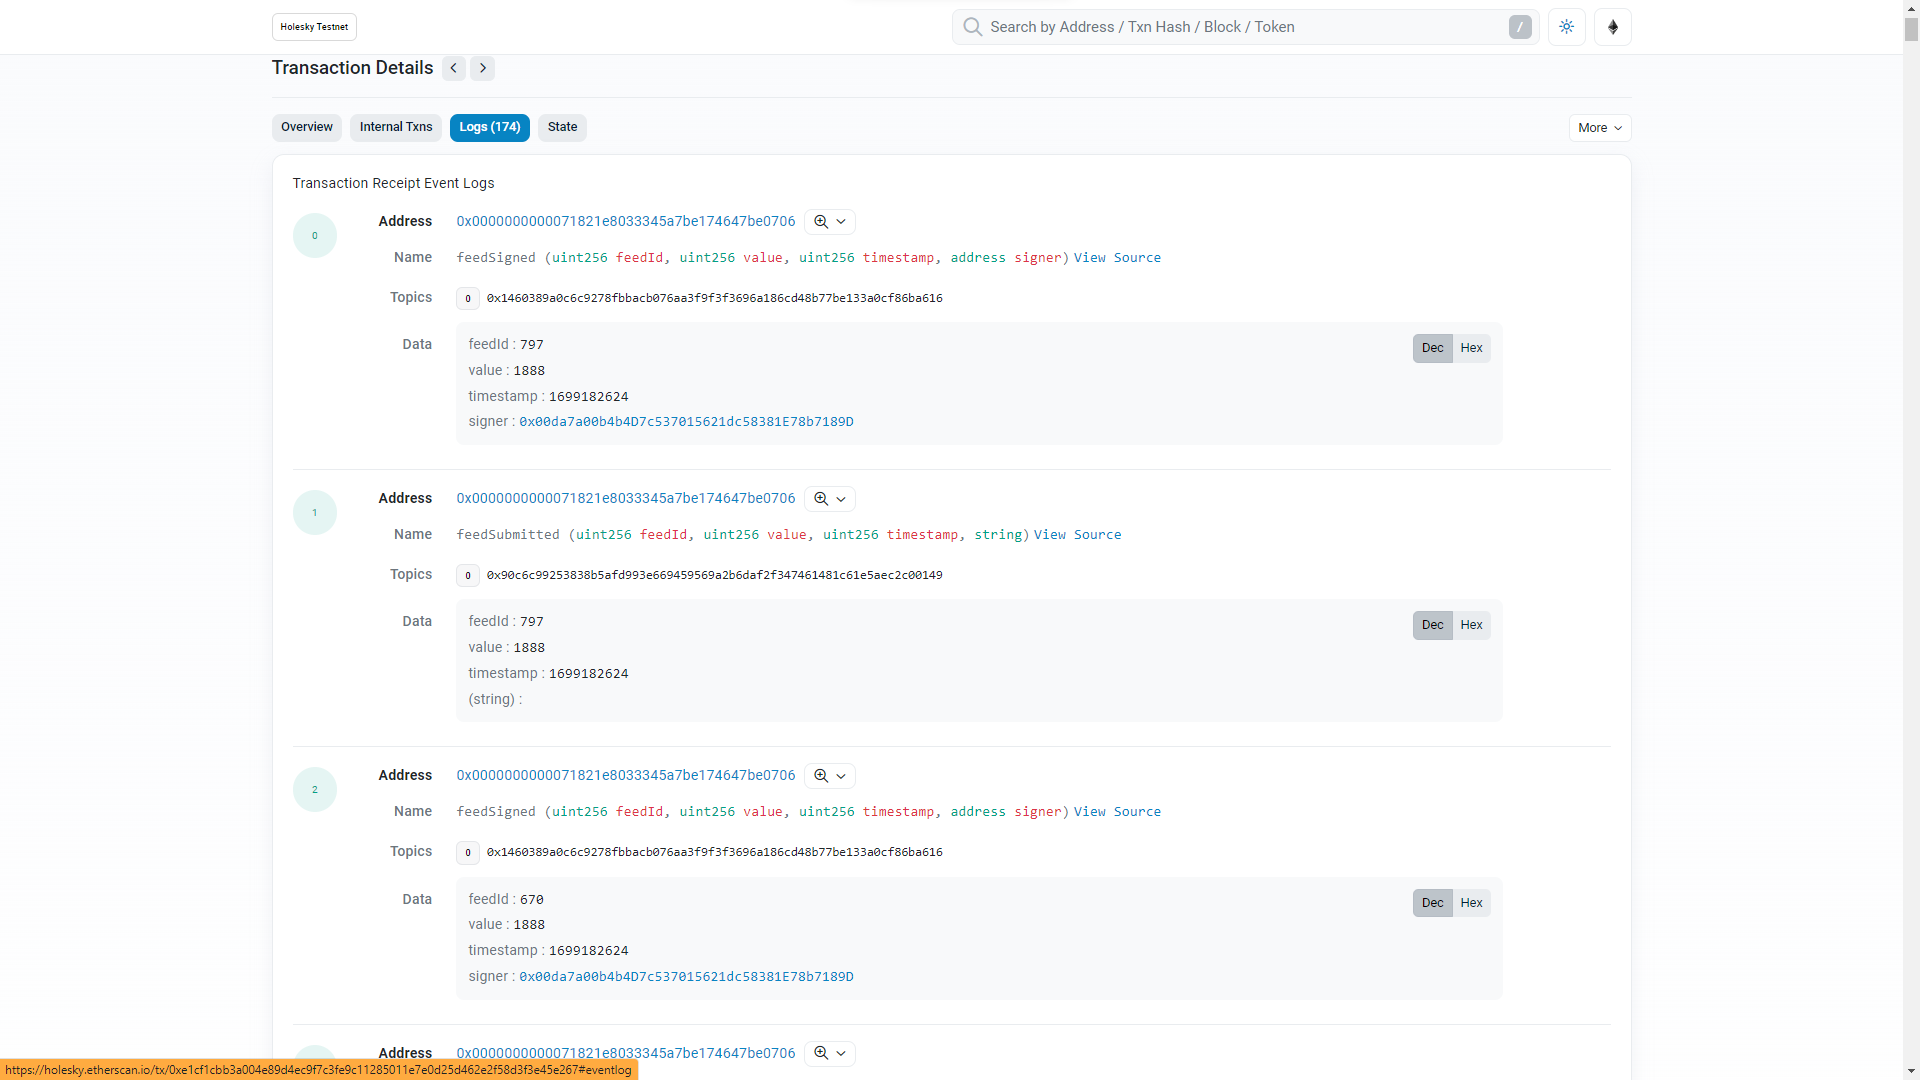 Holesky Testnet
Search by Address / Txn Hash / Block / Token
/
Transaction Details
Overview
Internal Txns
Logs (174)
State
More
Transaction Receipt Event Logs
0
Address 0x0000000000071821e8033345a7be174647be0706
Name feedSigned (uint256 feedId, uint256 value, uint256 timestamp, address signer) View Source
Topics 0 0x1460389a0c6c9278fbbacb076aa3f9f3f3696a186cd48b77be133a0cf86ba616
Data feedId : 797
Dec Hex
value : 1888
timestamp : 1699182624
signer : 0x00da7a00b4b4D7c537015621dc58381E78b7189D
1
Address 0x0000000000071821e8033345a7be174647be0706
Name feedSubmitted (uint256 feedId, uint256 value, uint256 timestamp, string) View Source
Topics 0 0x90c6c99253838b5afd993e669459569a2b6daf2f347461481c61e5aec2c00149
Data feedId : 797
Dec Hex
value : 1888
timestamp : 1699182624
(string) :
2
Address 0x0000000000071821e8033345a7be174647be0706
Name feedSigned (uint256 feedId, uint256 value, uint256 timestamp, address signer) View Source
Topics 0 0x1460389a0c6c9278fbbacb076aa3f9f3f3696a186cd48b77be133a0cf86ba616
Data feedId : 670
Dec Hex
value : 1888
timestamp : 1699182624
signer : 0x00da7a00b4b4D7c537015621dc58381E78b7189D
Address 0x0000000000071821e8033345a7be174647be0706
https://holesky.etherscan.io/tx/0xe1cf1cbb3a004e89d4ec9f7c3fe9c11285011e7e0d25d462e2f58d3f3e45e267#eventlog